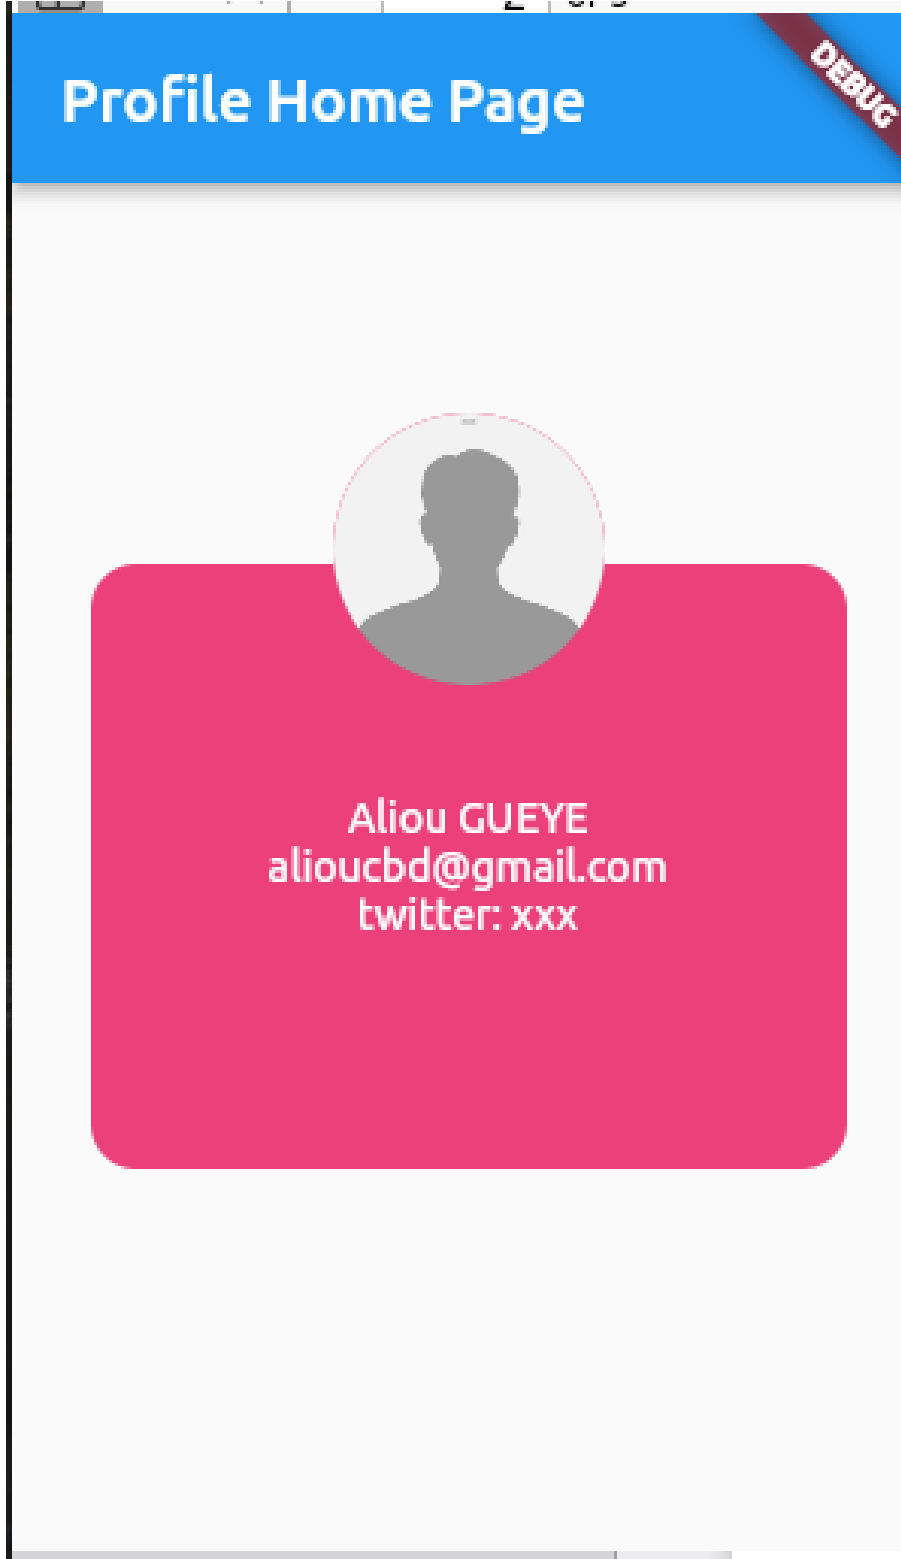 Profile Home Page
DEBUG
Aliou GUEYE
alioucbd@gmail.com
twitter: xxx